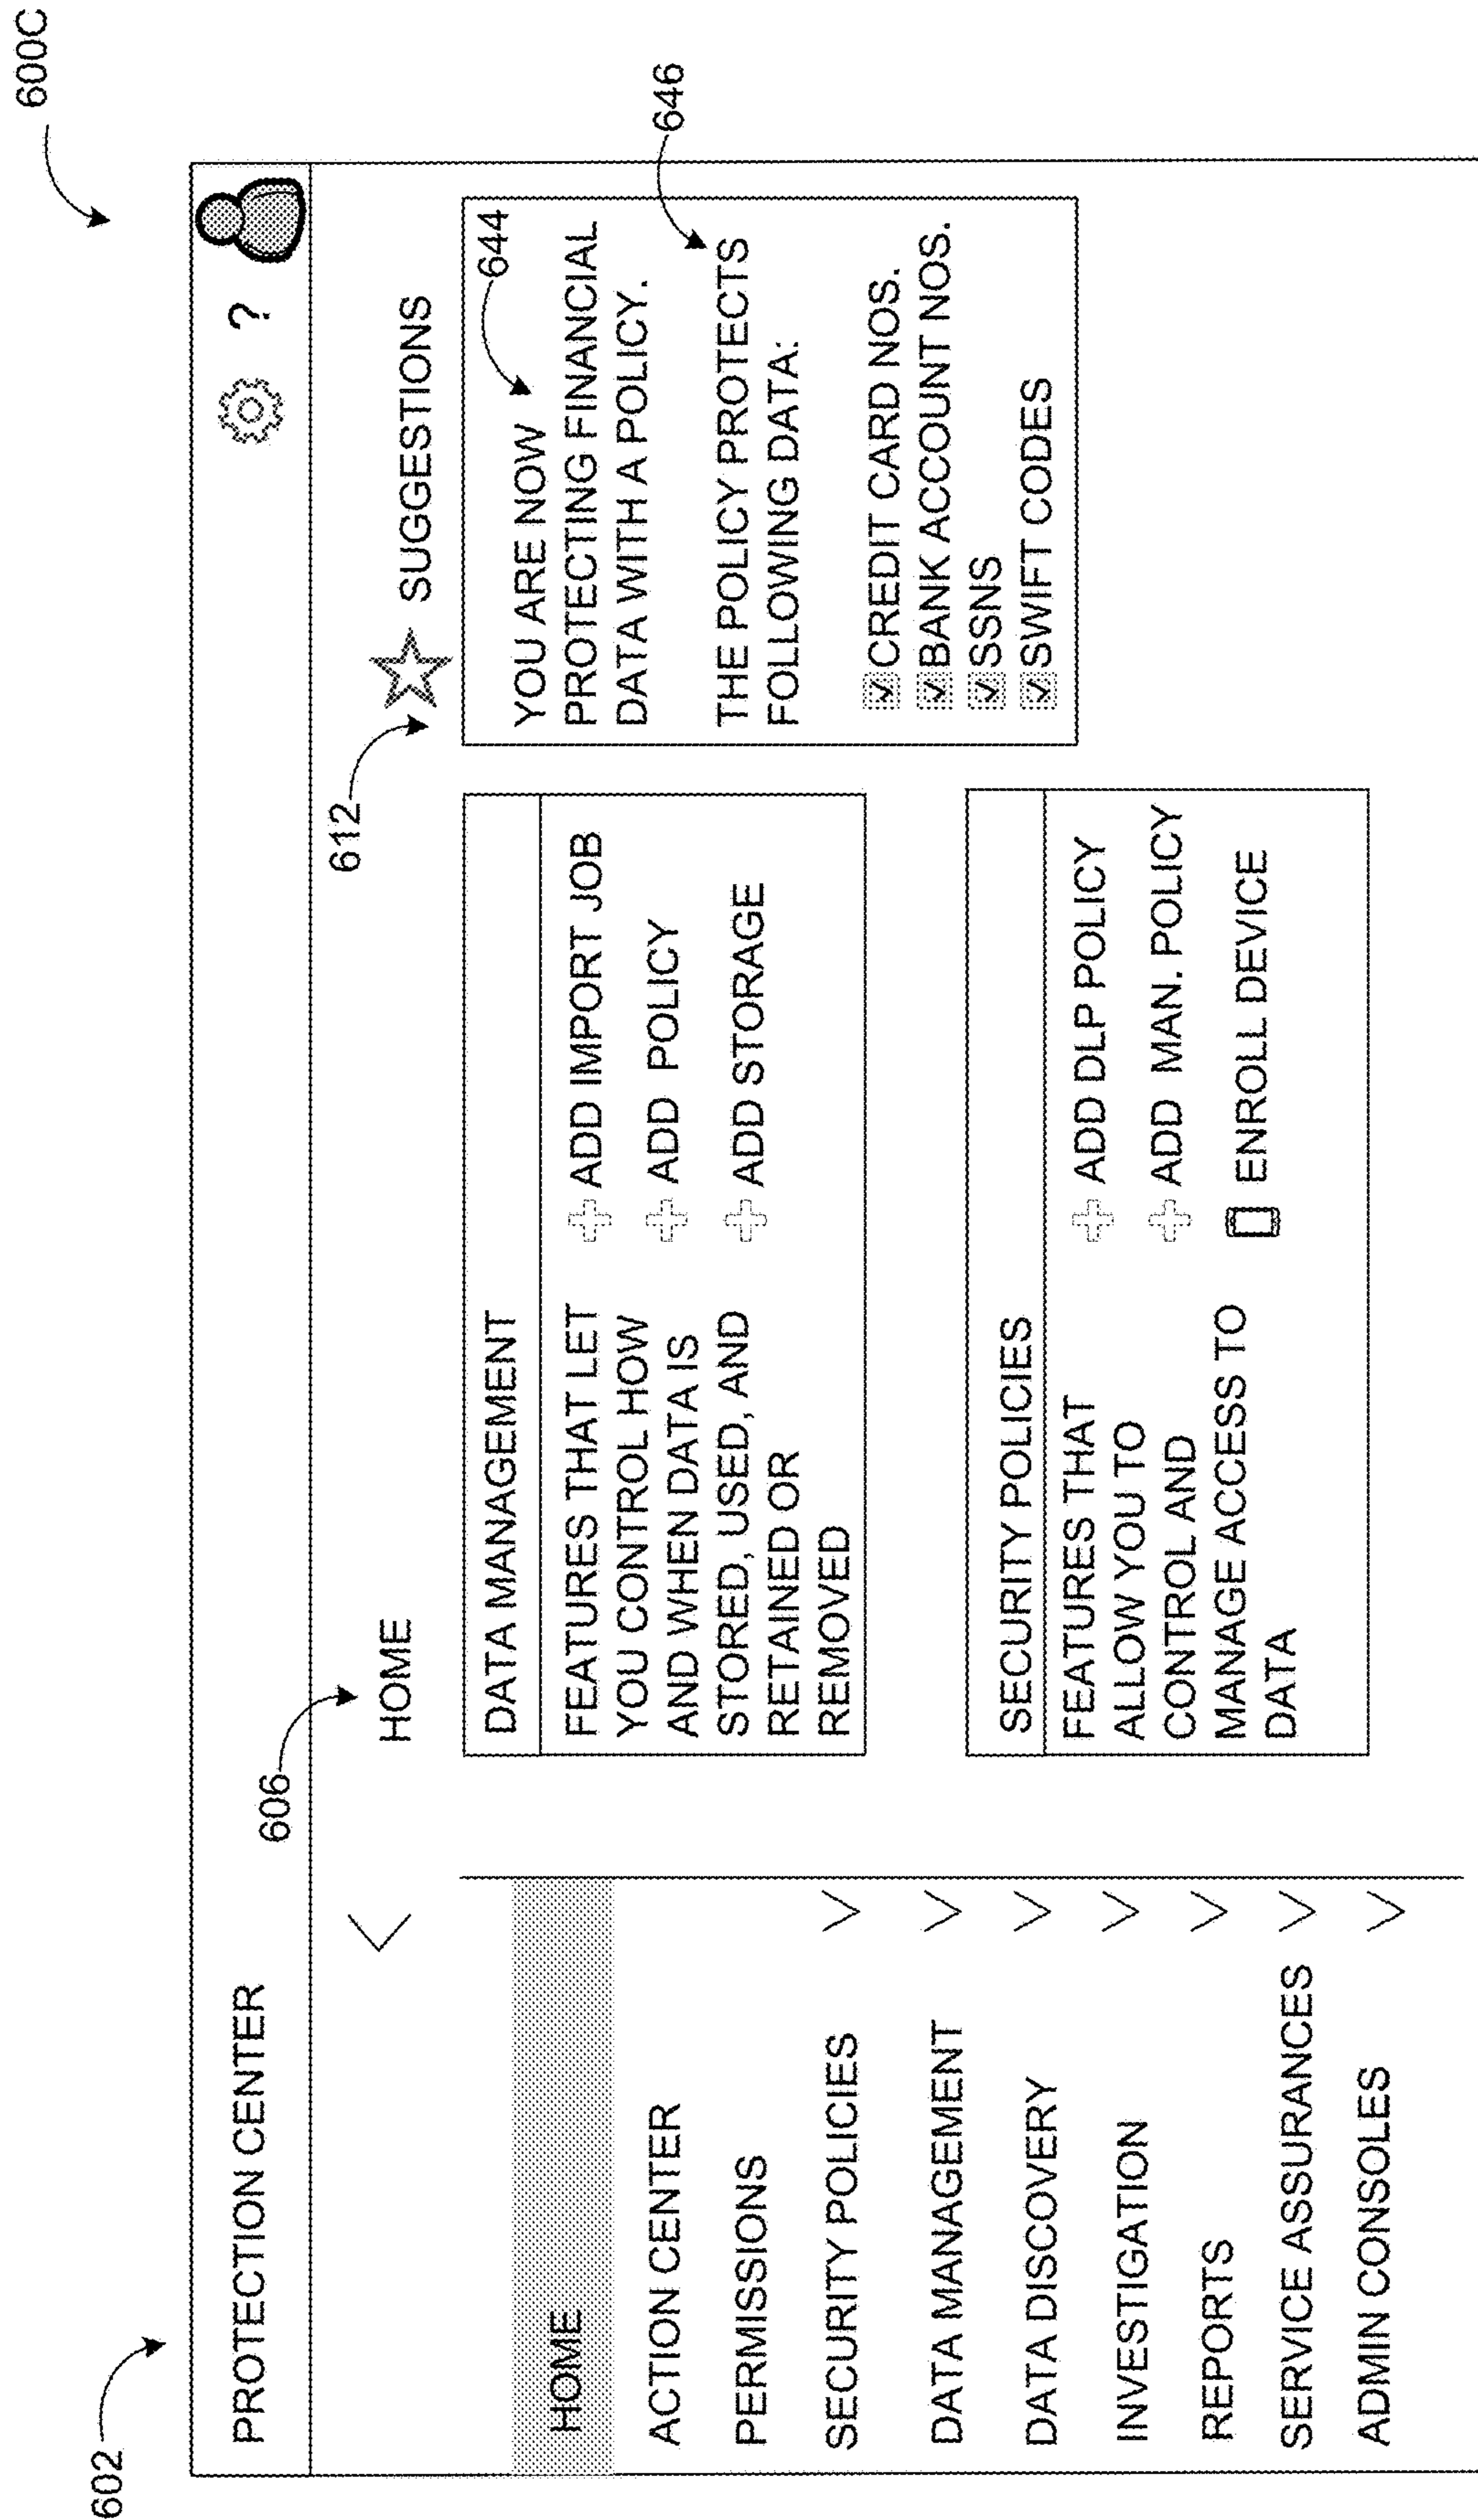 600C
602
PROTECTION CENTER
?
606
HOME
612
SUGGESTIONS
HOME
ACTION CENTER
PERMISSIONS
SECURITY POLICIES
DATA MANAGEMENT
DATA DISCOVERY
INVESTIGATION
REPORTS
SERVICE ASSURANCES
ADMIN CONSOLES
DATA MANAGEMENT
FEATURES THAT LET
YOU CONTROL HOW
AND WHEN DATA IS
STORED, USED, AND
RETAINED OR
REMOVED
ADD IMPORT JOB
ADD POLICY
ADD STORAGE
SECURITY POLICIES
FEATURES THAT
ALLOW YOU TO
CONTROL AND
MANAGE ACCESS TO
DATA
ADD DLP POLICY
ADD MAN. POLICY
ENROLL DEVICE
644
YOU ARE NOW
PROTECTING FINANCIAL
DATA WITH A POLICY.
646
THE POLICY PROTECTS
FOLLOWING DATA:
CREDIT CARD NOS.
BANK ACCOUNT NOS.
SSNS
SWIFT CODES